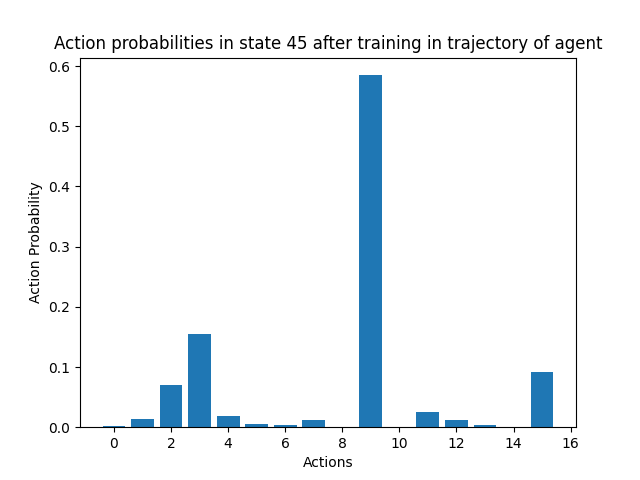 Action probabilities in state 45 after training in trajectory of agent
0.6
0.5
0.4
0.3
0.2
0.1
0.0
Action Probability
0 2 4 6 8 10 12 14 16
Actions